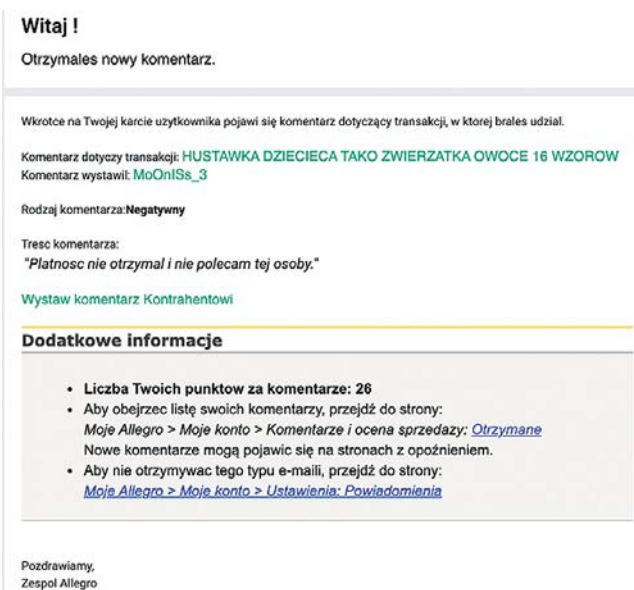 Witaj !
Otrzymales nowy komentarz.
Wkrotce na Twojej karcie uzytkownika pojawi się komentarz dotyczący transakcji, w ktorej brales udzial.
Komentarz dotyczy transakcji: HUSTAWKA DZIECIECA TAKO ZWIERZATKA OWOCE 16 WZOROW
Komentarz wystawil: MoOnISs_3
Rodzaj komentarza:Negatywny
Tresc komentarza:
"Platnosc nie otrzymal i nie polecam tej osoby."
Wystaw komentarz Kontrahentowi
Dodatkowe informacje
• Liczba Twoich punktow za komentarze: 26
• Aby obejrzec listę swoich komentarzy, przejdź do strony:
Moje Allegro > Moje konto > Komentarze i ocena sprzedazy: Otrzymane
Nowe komentarze mogą pojawic się na stronach z opoźnieniem.
• Aby nie otrzymywac tego typu e-maili, przejdź do strony:
Moje Allegro > Moje konto > Ustawienia: Powiadomienia
Pozdrawiamy,
Zespol Allegro